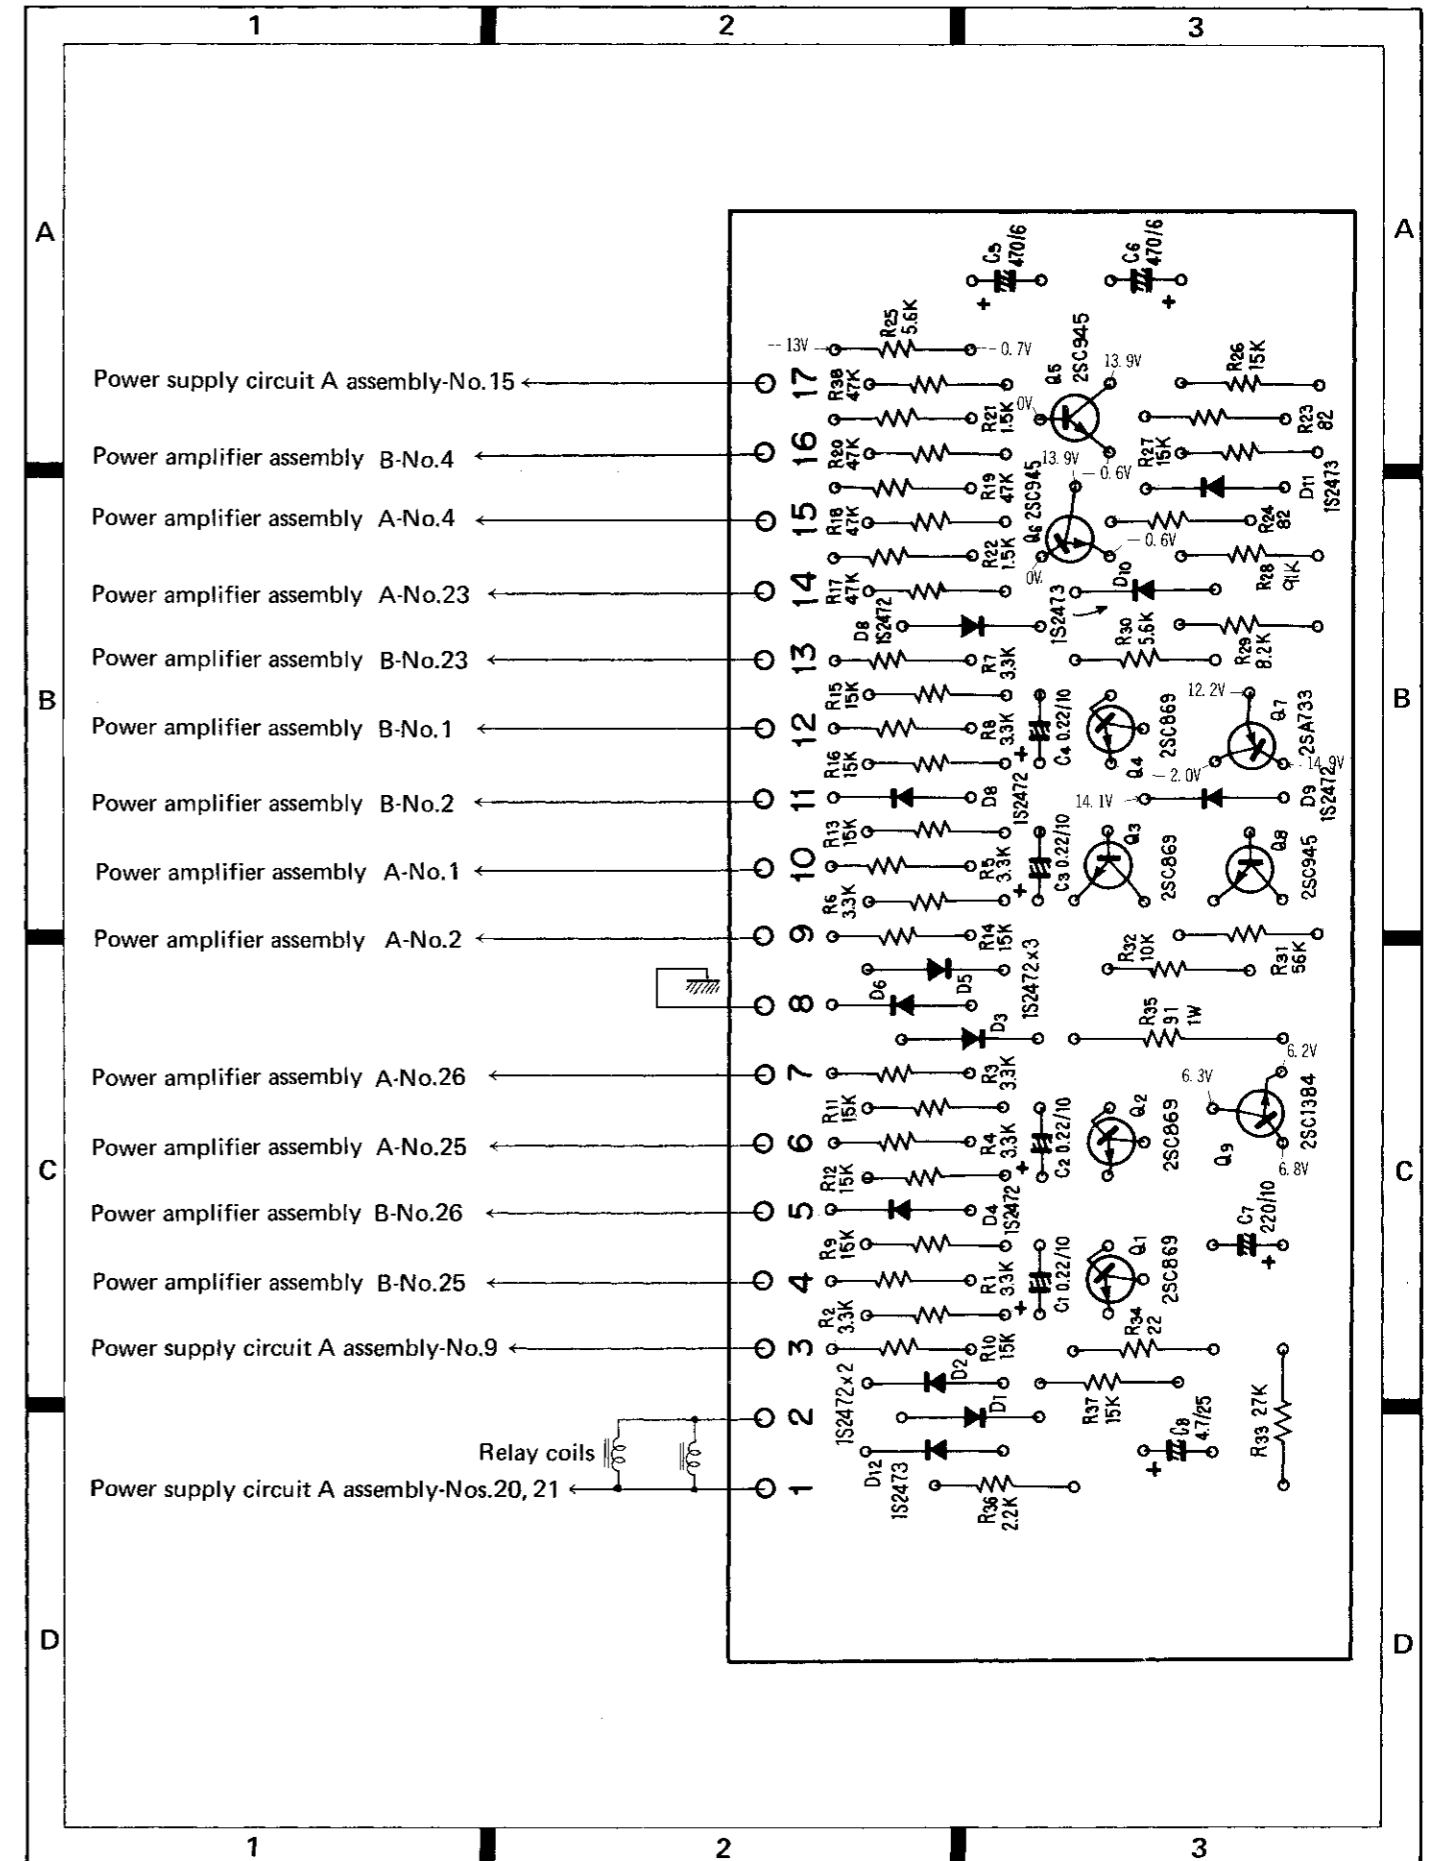 1 2 3
A A
C5 470/6
C6 470/6
R25 5.6K
-- 13V
- 0.7V
Q5 2SC945
13.9V
R26 15K
Power supply circuit A assembly-No.15
17
R38 47K
R21 1.5K
0V
R23 82
Power amplifier assembly B-No.4
16
R20 47K
13.9V
- 0.6V
R27 15K
R19 47K
Q6 2SC945
D11 1S2473
Power amplifier assembly A-No.4
15
R18 47K
R24 82
- 0.6V
R22 1.5K
0V
R28 91K
Power amplifier assembly A-No.23
14
R17 47K
D10
1S2473
D8 1S2472
R30 5.6K
R29 8.2K
Power amplifier assembly B-No.23
13
R7 3.3K
B B
R15 15K
12.2V
Q7 2SA733
Power amplifier assembly B-No.1
12
R8 3.3K
C4 0.22/10
2SC869
Q4
R16 15K
- 2.0V
- 14.9V
Power amplifier assembly B-No.2
11
D8 1S2472
14.1V
D9 1S2472
R13 15K
Q3 2SC869
Q8 2SC945
Power amplifier assembly A-No.1
10
R5 3.3K
C3 0.22/10
R6 3.3K
Power amplifier assembly A-No.2
9
R14 15K
R32 10K
R31 56K
D5
1S2472x3
8
D6
D3
R35 91 1W
6.2V
Power amplifier assembly A-No.26
7
R3 3.3K
6.3V
2SC1384
R11 15K
Q2 2SC869
Power amplifier assembly A-No.25
6
R4 3.3K
C2 0.22/10
Q9
6.8V
C C
R12 15K
Power amplifier assembly B-No.26
5
D4 1S2472
C7 220/10
R9 15K
Q1 2SC869
Power amplifier assembly B-No.25
4
R1 3.3K
C1 0.22/10
R2 3.3K
R34 22
Power supply circuit A assembly-No.9
3
R10 15K
D2
1S2472x2
R37 15K
2
D1
C8 4.7/25
R33 27K
Relay coils
D12 1S2473
Power supply circuit A assembly-Nos.20, 21
1
R36 2.2K
D D
1 2 3